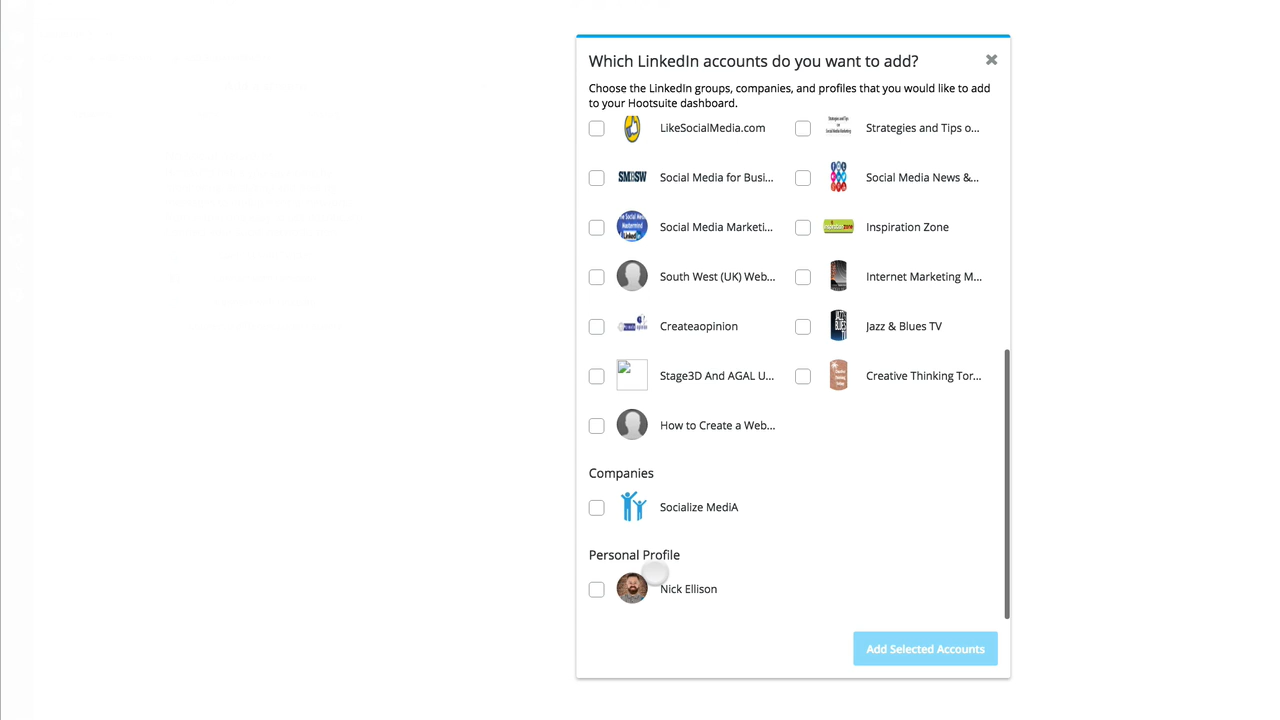 Which LinkedIn accounts do you want to add?
Choose the LinkedIn groups, companies, and profiles that you would like to add
to your Hootsuite dashboard.
LikeSocialMedia.com
Strategies and Tips o...
SMBSW
Social Media for Busi...
Social Media News &...
Social Media Marketi...
Inspiration Zone
South West (UK) Web...
Internet Marketing M...
Createaopinion
Jazz & Blues TV
Stage3D And AGAL U...
Creative Thinking Tor...
How to Create a Web...
Companies
Socialize MediA
Personal Profile
Nick Ellison
Add Selected Accounts